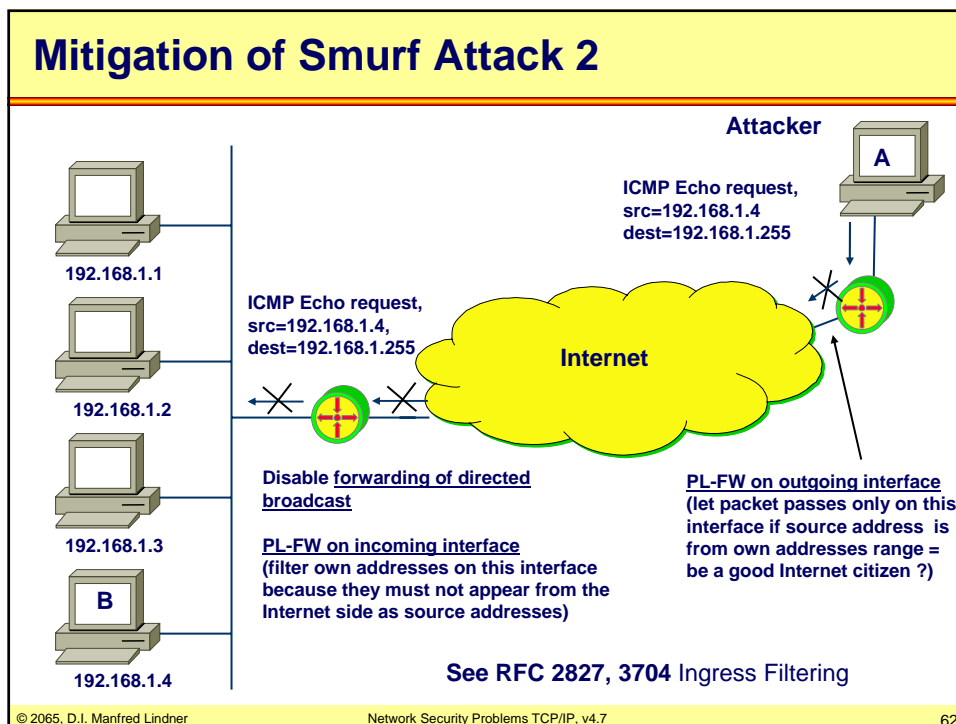 Mitigation of Smurf Attack 2
Attacker
A
ICMP Echo request,
src=192.168.1.4
dest=192.168.1.255
192.168.1.1
ICMP Echo request,
src=192.168.1.4,
dest=192.168.1.255
Internet
192.168.1.2
Disable forwarding of directed
broadcast
PL-FW on incoming interface
(filter own addresses on this interface
because they must not appear from the
Internet side as source addresses)
PL-FW on outgoing interface
(let packet passes only on this
interface if source address is
from own addresses range =
be a good Internet citizen ?)
192.168.1.3
B
192.168.1.4
See RFC 2827, 3704 Ingress Filtering
© 2065, D.I. Manfred Lindner
Network Security Problems TCP/IP, v4.7
62